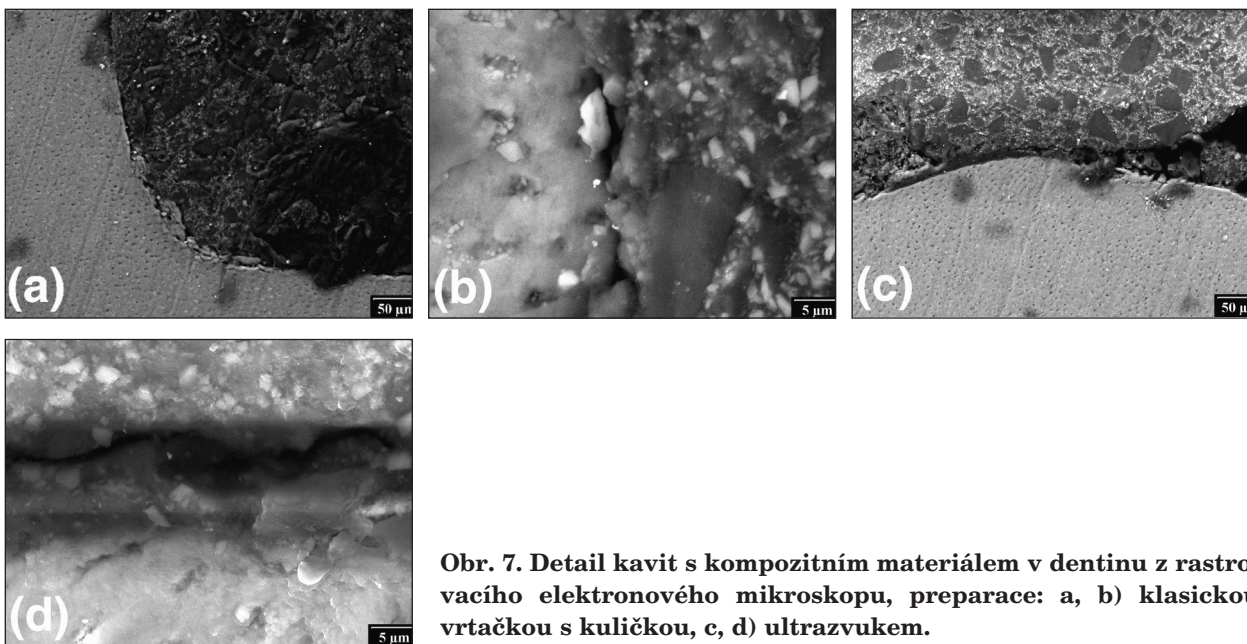 (a)
50 µm
(b)
5 µm
(c)
50 µm
(d)
5 µm
Obr. 7. Detail kavit s kompozitním materiálem v dentinu z rastro-
vacího elektronového mikroskopu, preparace: a, b) klasickou
vrtačkou s kuličkou, c, d) ultrazvukem.